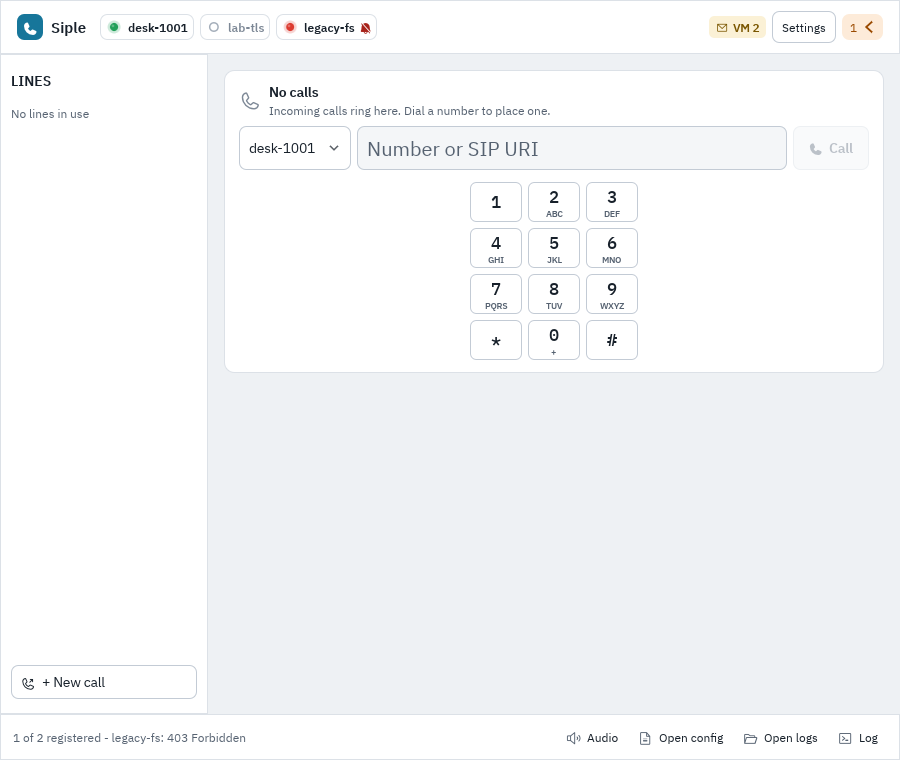 Siple
desk-1001
lab-tls
legacy-fs
VM 2
Settings
1
LINES
No lines in use
No calls
Incoming calls ring here. Dial a number to place one.
desk-1001
Number or SIP URI
Call
1
2
ABC
3
DEF
4
GHI
5
JKL
6
MNO
7
PQRS
8
TUV
9
WXYZ
*
0
+
#
+ New call
1 of 2 registered - legacy-fs: 403 Forbidden
Audio
Open config
Open logs
Log